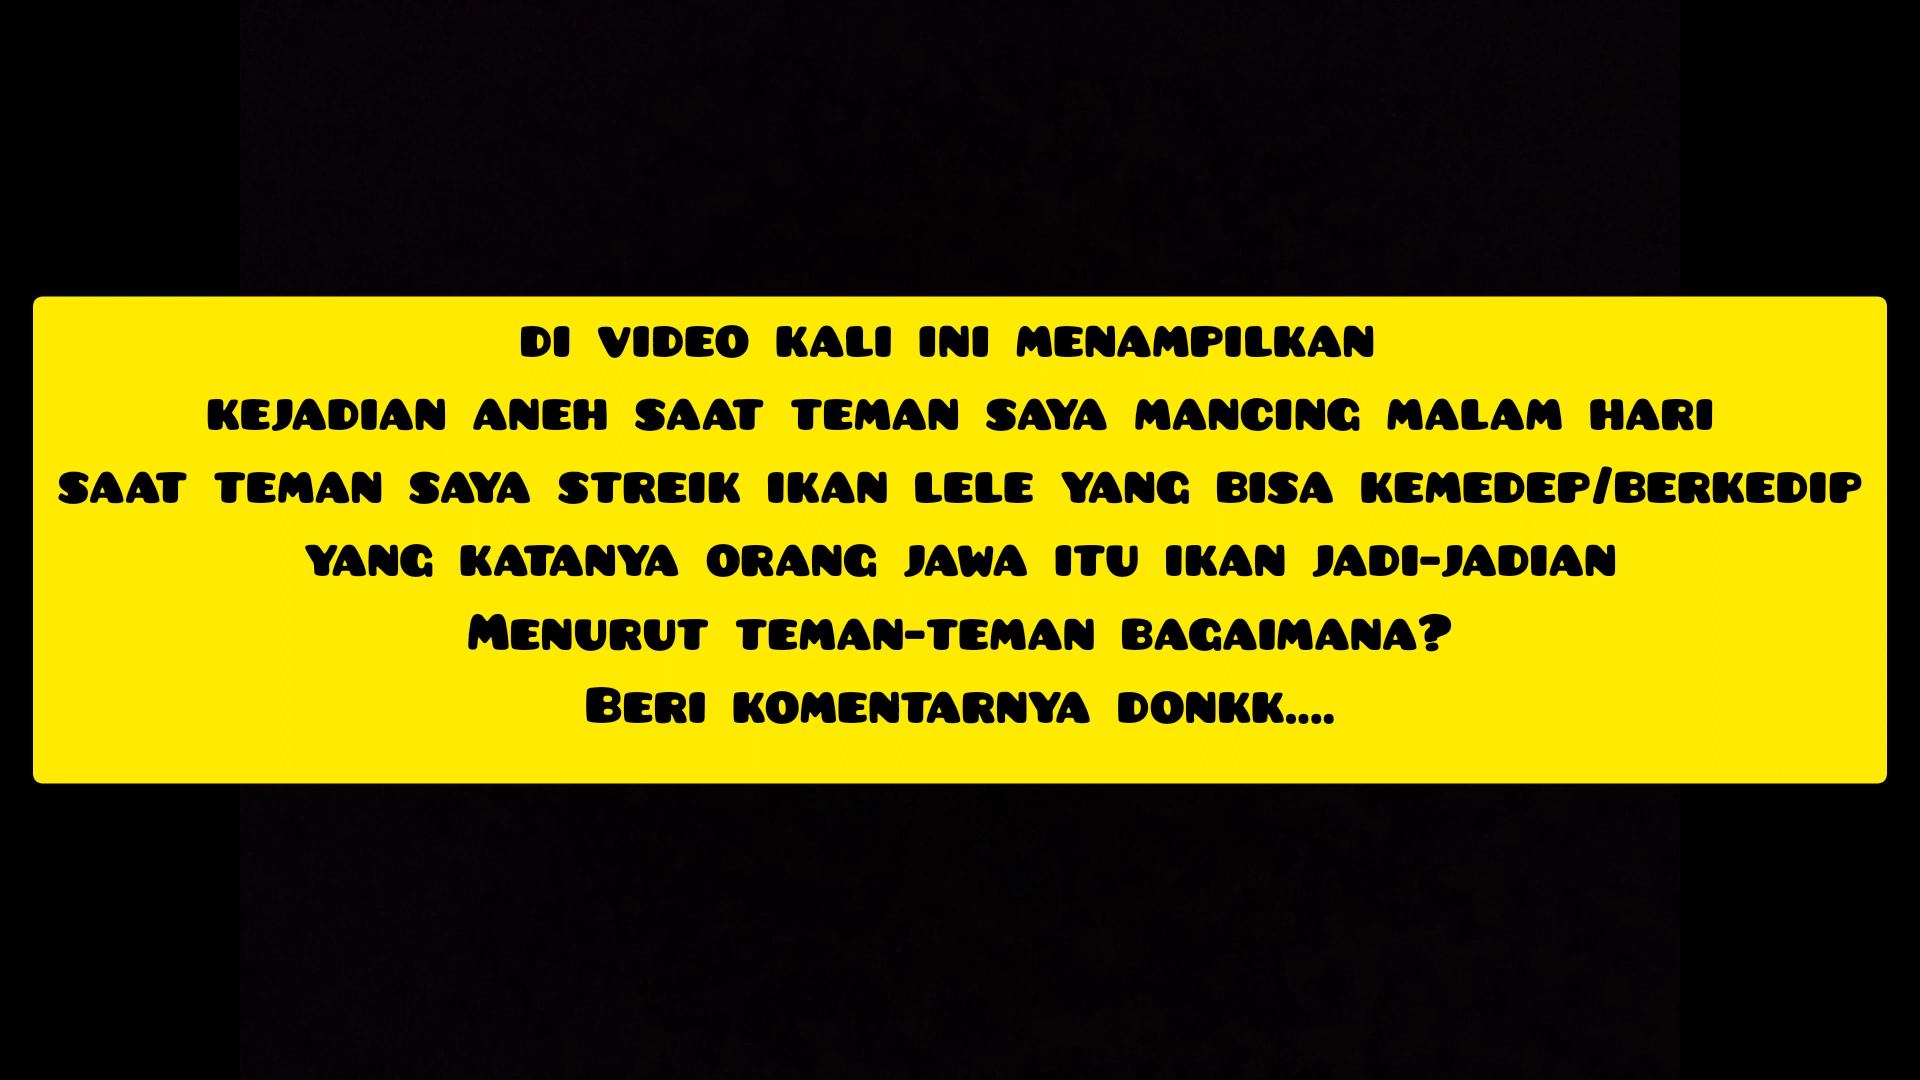 DI VIDEO KALI INI MENAMPILKAN
KEJADIAN ANEH SAAT TEMAN SAYA MANCING MALAM HARI
SAAT TEMAN SAYA STREIK IKAN LELE YANG BISA KEMEDEP/BERKEDIP
YANG KATANYA ORANG JAWA ITU IKAN JADI-JADIAN
MENURUT TEMAN-TEMAN BAGAIMANA?
BERI KOMENTARNYA DONKK....